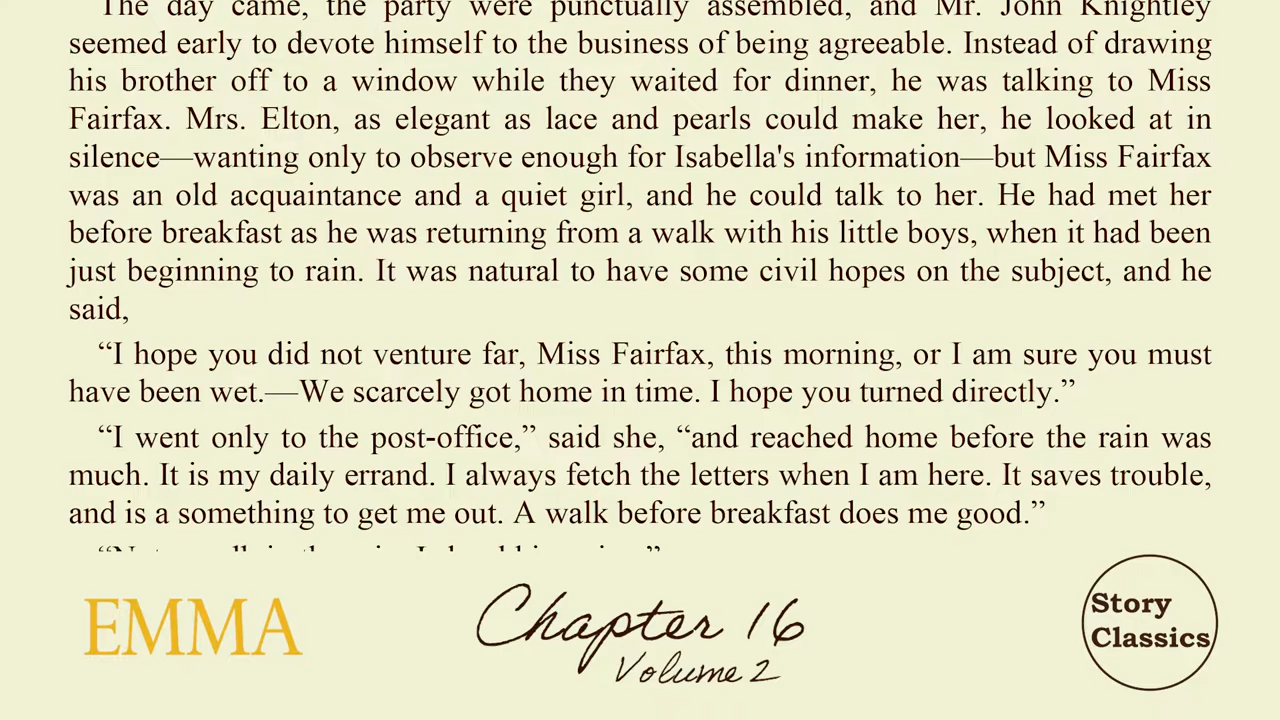 The day came, the party were punctually assembled, and Mr. John Knightley
seemed early to devote himself to the business of being agreeable. Instead of drawing
his brother off to a window while they waited for dinner, he was talking to Miss
Fairfax. Mrs. Elton, as elegant as lace and pearls could make her, he looked at in
silence—wanting only to observe enough for Isabella's information—but Miss Fairfax
was an old acquaintance and a quiet girl, and he could talk to her. He had met her
before breakfast as he was returning from a walk with his little boys, when it had been
just beginning to rain. It was natural to have some civil hopes on the subject, and he
said,
“I hope you did not venture far, Miss Fairfax, this morning, or I am sure you must
have been wet.—We scarcely got home in time. I hope you turned directly.”
“I went only to the post-office,” said she, “and reached home before the rain was
much. It is my daily errand. I always fetch the letters when I am here. It saves trouble,
and is a something to get me out. A walk before breakfast does me good.”
EMMA
Chapter 16
Volume 2
Story
Classics